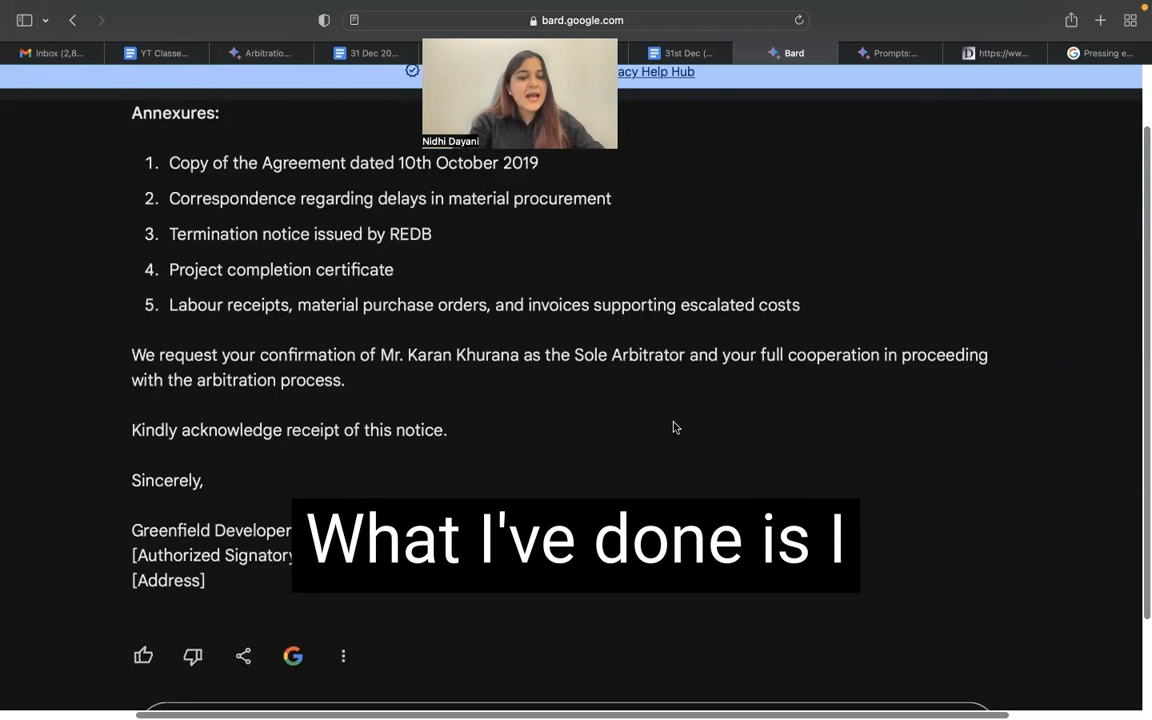 bard.google.com
Inbox (2,8...
YT Classe...
Arbitratio...
31 Dec 20...
31st Dec (...
Bard
Prompts:...
https://ww...
Pressing e...
acy Help Hub
Nidhi Dayani
Annexures:
1. Copy of the Agreement dated 10th October 2019
2. Correspondence regarding delays in material procurement
3. Termination notice issued by REDB
4. Project completion certificate
5. Labour receipts, material purchase orders, and invoices supporting escalated costs
We request your confirmation of Mr. Karan Khurana as the Sole Arbitrator and your full cooperation in proceeding
with the arbitration process.
Kindly acknowledge receipt of this notice.
Sincerely,
Greenfield Developer
[Authorized Signatory
[Address]
What I've done is I